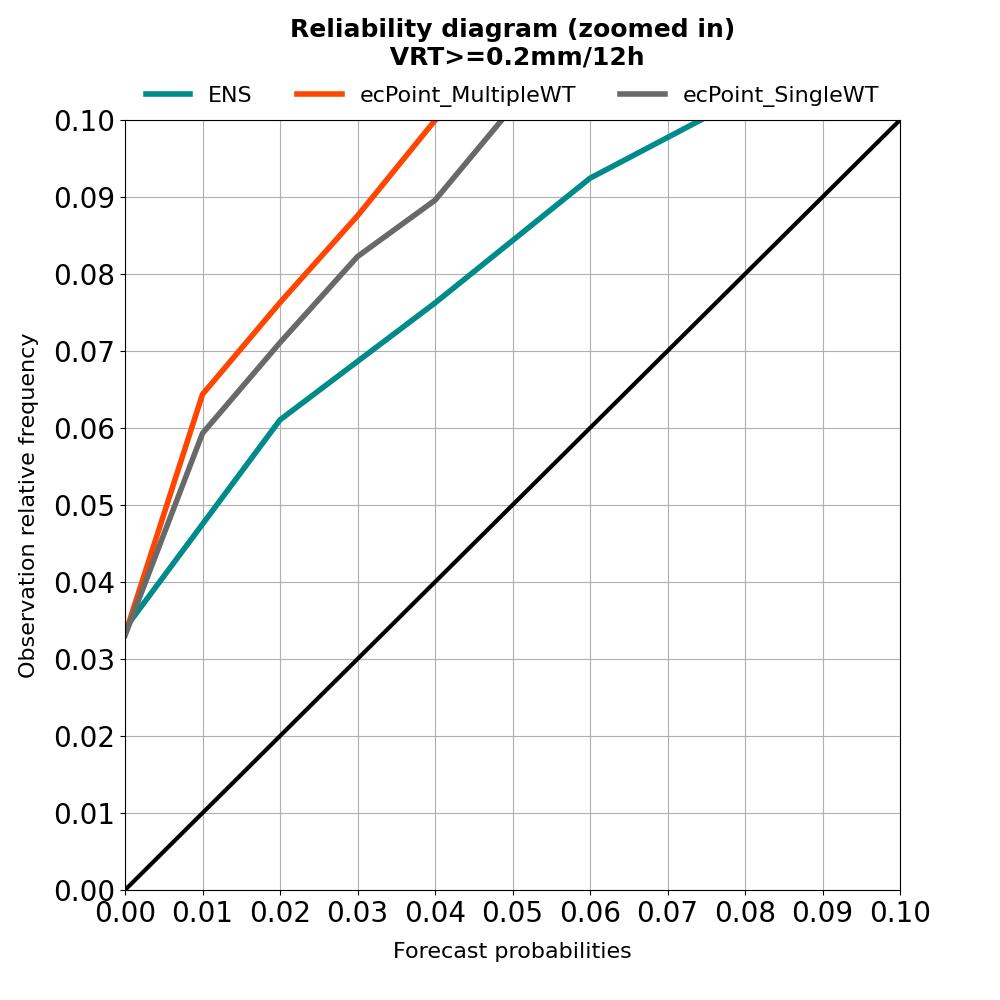 Reliability diagram (zoomed in)
VRT>=0.2mm/12h
ENS ecPoint_MultipleWT ecPoint_SingleWT
0.10
0.09
0.08
0.07
0.06
0.05
0.04
0.03
0.02
0.01
0.00
Observation relative frequency
0.00 0.01 0.02 0.03 0.04 0.05 0.06 0.07 0.08 0.09 0.10
Forecast probabilities